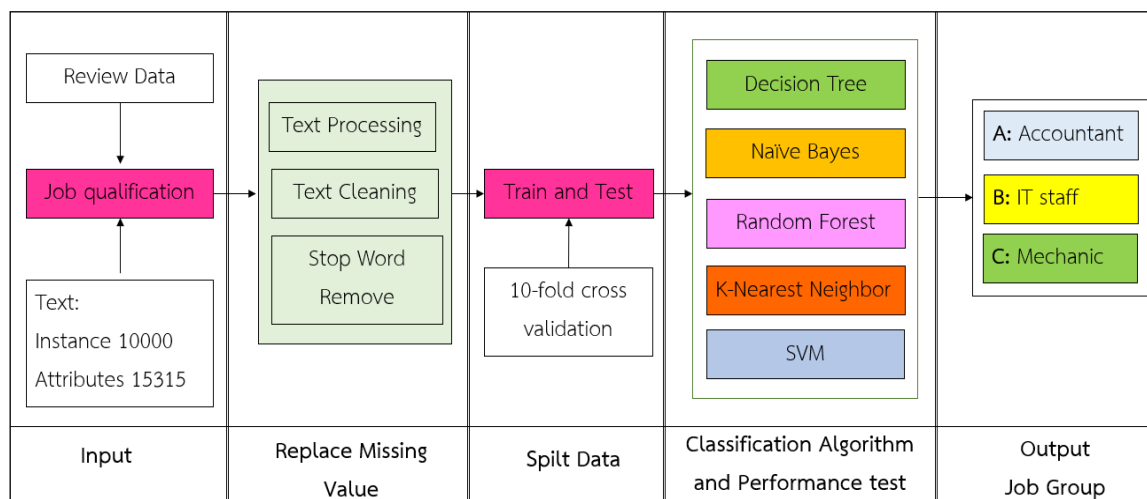 Review Data
Job qualification
Text:
Instance 10000
Attributes 15315
Input
Text Processing
Text Cleaning
Stop Word
Remove
Replace Missing
Value
Train and Test
10-fold cross
validation
Spilt Data
Decision Tree
Naïve Bayes
Random Forest
K-Nearest Neighbor
SVM
Classification Algorithm
and Performance test
A: Accountant
B: IT staff
C: Mechanic
Output
Job Group